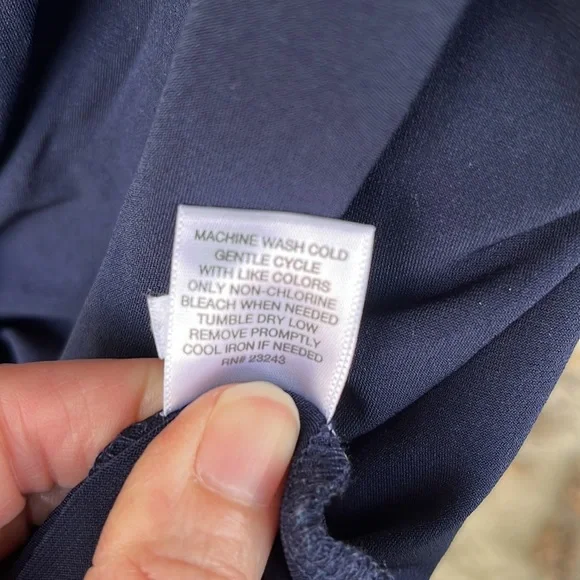 MACHINE WASH COLD
GENTLE CYCLE
WITH LIKE COLORS
ONLY NON-CHLORINE
BLEACH WHEN NEEDED
TUMBLE DRY LOW
REMOVE PROMPTLY
COOL IRON IF NEEDED
RN# 23243